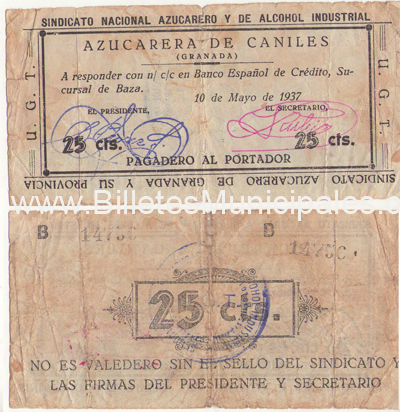 SINDICATO NACIONAL AZUCARERO Y DE ALCOHOL INDUSTRIAL
U. G. T.
AZUCARERA DE CANILES
(GRANADA)
A responder con n/ c/c en Banco Español de Crédito, Su-
cursal de Baza.
10 de Mayo de 1937
EL PRESIDENTE,
EL SECRETARIO,
25 cts.
25 cts.
PAGADERO AL PORTADOR
U. G. T.
SINDICATO AZUCARERO DE GRANADA Y SU PROVINCIA
www.BilletesMunicipales.
B
B
B
25 C
NO ES VALEDERO SIN EL SELLO DEL SINDICATO Y
LAS FIRMAS DEL PRESIDENTE Y SECRETARIO